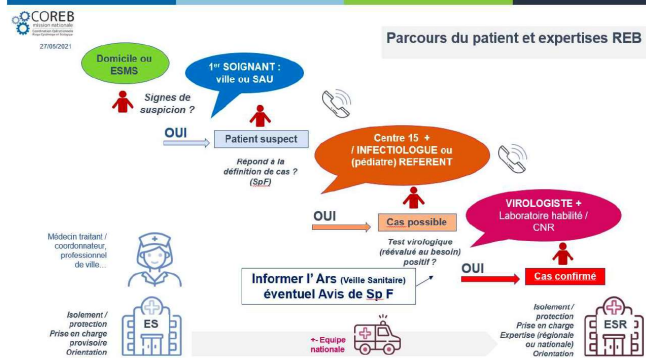 COREB
mission nationale
27/05/2021
Parcours du patient et expertises REB
Domicile ou
ESMS
1er SOIGNANT :
ville ou SAU
Signes de
suspicion ?
OUI
Patient suspect
Répond à la
définition de cas ?
(SpF)
Centre 15 +
/ INFECTIOLOGUE ou
(pédiatre) REFERENT
OUI
Cas possible
Test virologique
(réévalué au besoin)
positif ?
VIROLOGISTE +
Laboratoire habilité /
CNR
OUI
Cas confirmé
Médecin traitant /
coordonnateur,
professionnel
de ville...
Informer l' Ars (Veille Sanitaire)
éventuel Avis de Sp F
Isolement /
protection
Prise en charge
provisoire
Orientation
ES
+- Equipe
nationale
Isolement /
protection
Prise en charge
Expertise (régionale
ou nationale)
Orientation
ESR